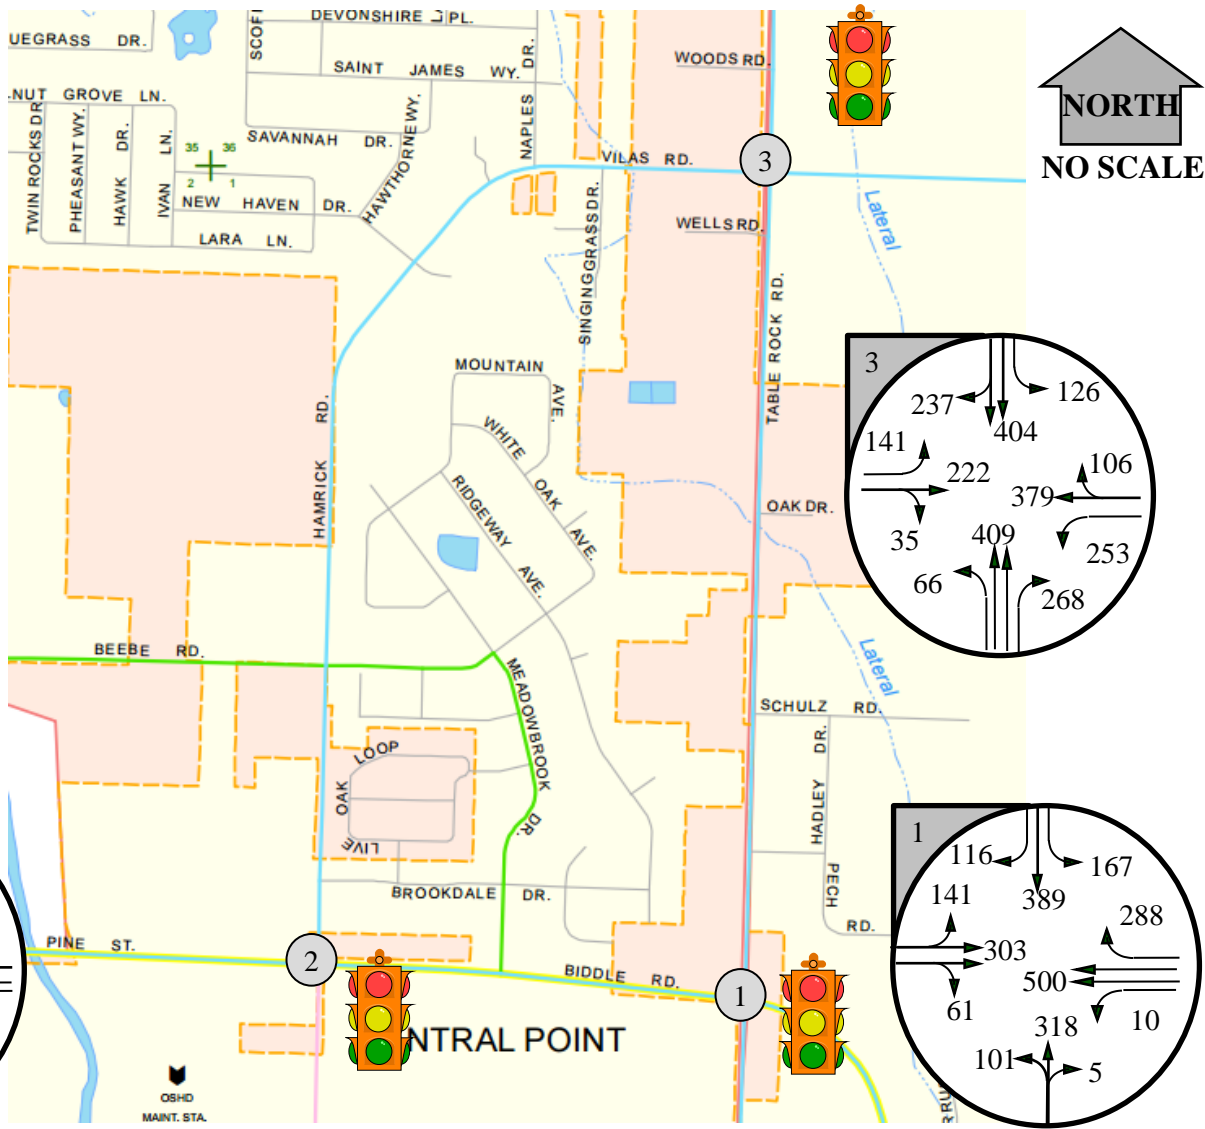 DEVONSHIRE PL.
UEGRASS DR.
SCOF
SAINT JAMES WY.
NAPLES DR.
WOODS RD.
NORTH
NO SCALE
NUT GROVE LN.
TWIN ROCKS DR
PHEASANT WY.
HAWK DR.
IVAN LN.
SAVANNAH DR.
HAWTHORNE WY.
35 36
2 1
NEW HAVEN DR.
LARA LN.
VILAS RD.
3
WELLS RD.
SINGINGGRASS DR.
Lateral
TABLE ROCK RD.
MOUNTAIN AVE.
WHITE OAK AVE.
RIDGEWAY AVE.
HAMRICK RD.
OAK DR.
3
237
126
404
141
222
106
379
35
409
253
66
268
BEEBE RD.
MEADOWBROOK DR.
Lateral
SCHULZ RD.
HADLEY DR.
LIVE OAK LOOP
BROOKDALE DR.
PECH RD.
PINE ST.
2
BIDDLE RD.
1
NTRAL POINT
OSHD
MAINT. STA.
1
116
167
389
141
288
303
500
61
318
10
101
5